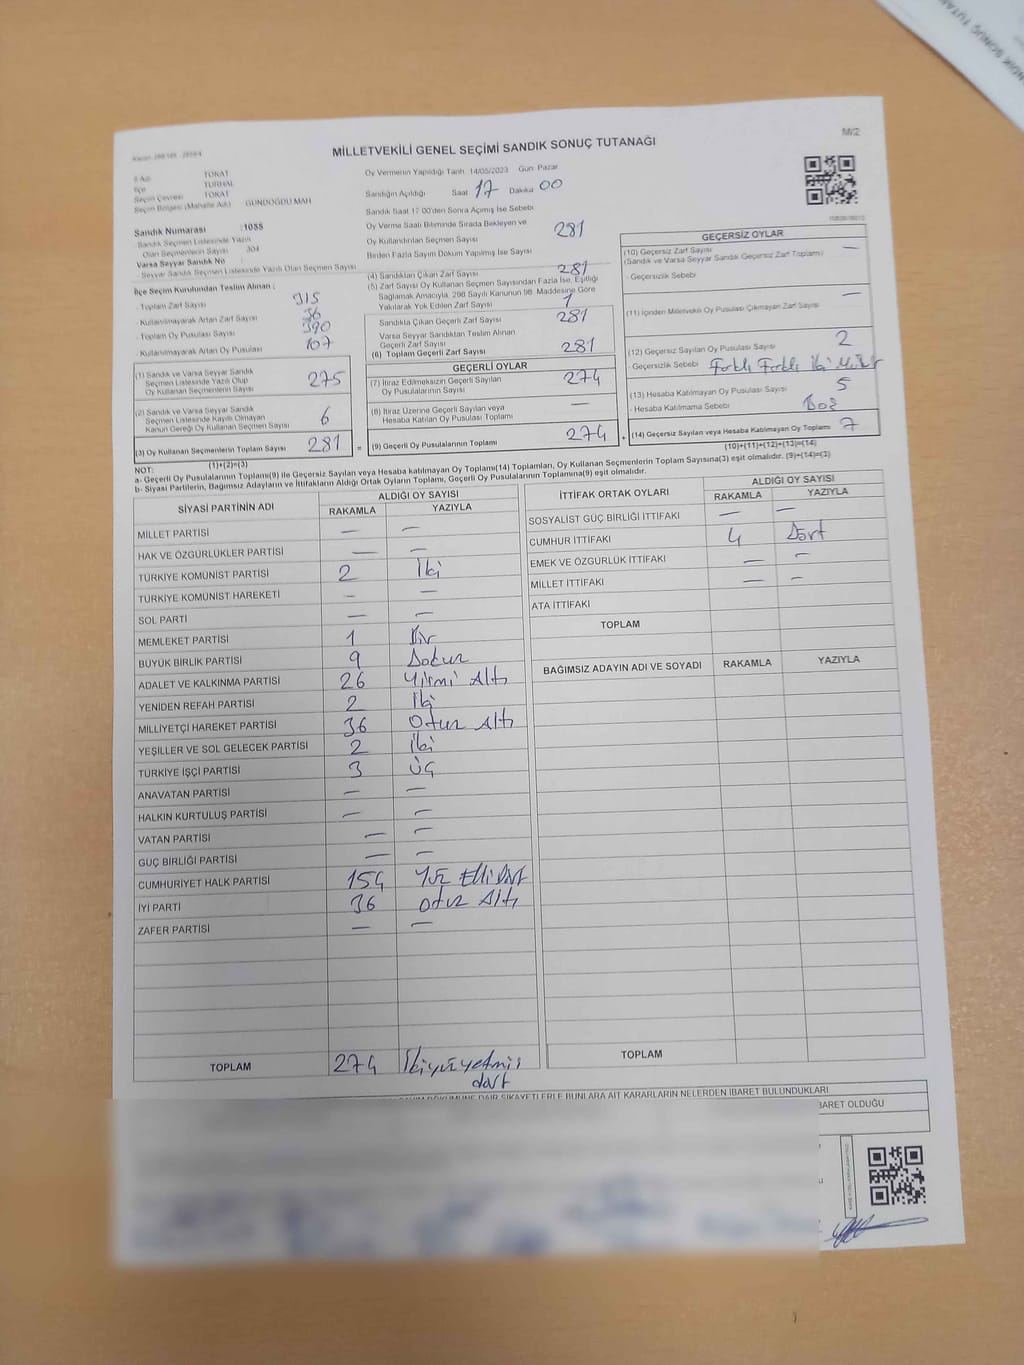 MİLLETVEKİLİ GENEL SEÇİMİ SANDIK SONUÇ TUTANAĞI
M/2
İl Adı TOKAT
İlçe TURHAL
Seçim Çevresi TOKAT
Seçim Bölgesi (Mahalle Adı) GÜNDOĞDU MAH
Sandık Numarası : 1055
Sandık Seçmen Listesinde Yazılı
Olan Seçmenlerin Sayısı 304
Varsa Seyyar Sandık No
- Seyyar Sandık Seçmen Listesinde Yazılı Olan Seçmen Sayısı
İlçe Seçim Kurulundan Teslim Alınan :
- Toplam Zarf Sayısı 315
- Kullanılmayarak Artan Zarf Sayısı 36
- Toplam Oy Pusulası Sayısı 390
- Kullanılmayarak Artan Oy Pusulası 107
(1) Sandık ve Varsa Seyyar Sandık
Seçmen Listesinde Yazılı Olup
Oy Kullanan Seçmenlerin Sayısı 275
(2) Sandık ve Varsa Seyyar Sandık
Seçmen Listesinde Kayıtlı Olmayan
Kanun Gereği Oy Kullanan Seçmen Sayısı 6
(3) Oy Kullanan Seçmenlerin Toplam Sayısı 281
(1)+(2)=(3)
Oy Vermenin Yapıldığı Tarih 14/05/2023 Gün: Pazar
Sandığın Açıldığı Saat 17 Dakika 00
Sandık Saat 17:00'den Sonra Açılmış İse Sebebi
Oy Verme Saati Bitiminde Sırada Bekleyen ve
Oy Kullandırılan Seçmen Sayısı 281
Birden Fazla Sayım Döküm Yapılmış İse Sayısı
(4) Sandıktan Çıkan Zarf Sayısı 281
(5) Zarf Sayısı Oy Kullanan Seçmen Sayısından Fazla İse, Eşitliği
Sağlamak Amacıyla, 298 Sayılı Kanunun 98. Maddesine Göre
Yakılarak Yok Edilen Zarf Sayısı
Sandıkta Çıkan Geçerli Zarf Sayısı 281
Varsa Seyyar Sandıktan Teslim Alınan
Geçerli Zarf Sayısı
(6) Toplam Geçerli Zarf Sayısı 281
GEÇERLİ OYLAR
(7) İtiraz Edilmeksizin Geçerli Sayılan
Oy Pusulalarının Sayısı 274
(8) İtiraz Üzerine Geçerli Sayılan veya
Hesaba Katılan Oy Pusulası Toplamı —
= (9) Geçerli Oy Pusulalarının Toplamı 274 +
GEÇERSİZ OYLAR
(10) Geçersiz Zarf Sayısı —
(Sandık ve Varsa Seyyar Sandık Geçersiz Zarf Toplamı)
- Geçersizlik Sebebi
(11) İçinden Milletvekili Oy Pusulası Çıkmayan Zarf Sayısı —
(12) Geçersiz Sayılan Oy Pusulası Sayısı 2
- Geçersizlik Sebebi Farklı Farklı İki Mühür
(13) Hesaba Katılmayan Oy Pusulası Sayısı 5
- Hesaba Katılmama Sebebi Boş
(14) Geçersiz Sayılan veya Hesaba Katılmayan Oy Toplamı 7
(10)+(11)+(12)+(13)=(14)
NOT:
a- Geçerli Oy Pusulalarının Toplamı(9) ile Geçersiz Sayılan veya Hesaba katılmayan Oy Toplamı(14) Toplamları, Oy Kullanan Seçmenlerin Toplam Sayısına(3) eşit olmalıdır. (9)+(14)=(3)
b- Siyasi Partilerin, Bağımsız Adayların ve İttifakların Aldığı Ortak Oyların Toplamı, Geçerli Oy Pusulalarının Toplamına(9) eşit olmalıdır.
SİYASİ PARTİNİN ADI ALDIĞI OY SAYISI
RAKAMLA YAZIYLA
MİLLET PARTİSİ — —
HAK VE ÖZGÜRLÜKLER PARTİSİ — —
TÜRKİYE KOMÜNİST PARTİSİ 2 İki
TÜRKİYE KOMÜNİST HAREKETİ — —
SOL PARTİ — —
MEMLEKET PARTİSİ 1 Bir
BÜYÜK BİRLİK PARTİSİ 9 Dokuz
ADALET VE KALKINMA PARTİSİ 26 Yirmi Altı
YENİDEN REFAH PARTİSİ 2 İki
MİLLİYETÇİ HAREKET PARTİSİ 36 Otuz Altı
YEŞİLLER VE SOL GELECEK PARTİSİ 2 İki
TÜRKİYE İŞÇİ PARTİSİ 3 üç
ANAVATAN PARTİSİ — —
HALKIN KURTULUŞ PARTİSİ — —
VATAN PARTİSİ — —
GÜÇ BİRLİĞİ PARTİSİ — —
CUMHURİYET HALK PARTİSİ 154 Yüz Elli Dört
İYİ PARTİ 36 otuz Altı
ZAFER PARTİSİ — —
TOPLAM 274 İkiyüzyetmiş
dört
İTTİFAK ORTAK OYLARI ALDIĞI OY SAYISI
RAKAMLA YAZIYLA
SOSYALİST GÜÇ BİRLİĞİ İTTİFAKI — —
CUMHUR İTTİFAKI 4 Dört
EMEK VE ÖZGÜRLÜK İTTİFAKI — —
MİLLET İTTİFAKI — —
ATA İTTİFAKI
TOPLAM
BAĞIMSIZ ADAYIN ADI VE SOYADI RAKAMLA YAZIYLA
TOPLAM
DÖKÜMÜNE DAİR ŞİKAYETLERLE BUNLARA AİT KARARLARIN NELERDEN İBARET BULUNDUKLARI
BARET OLDUĞU